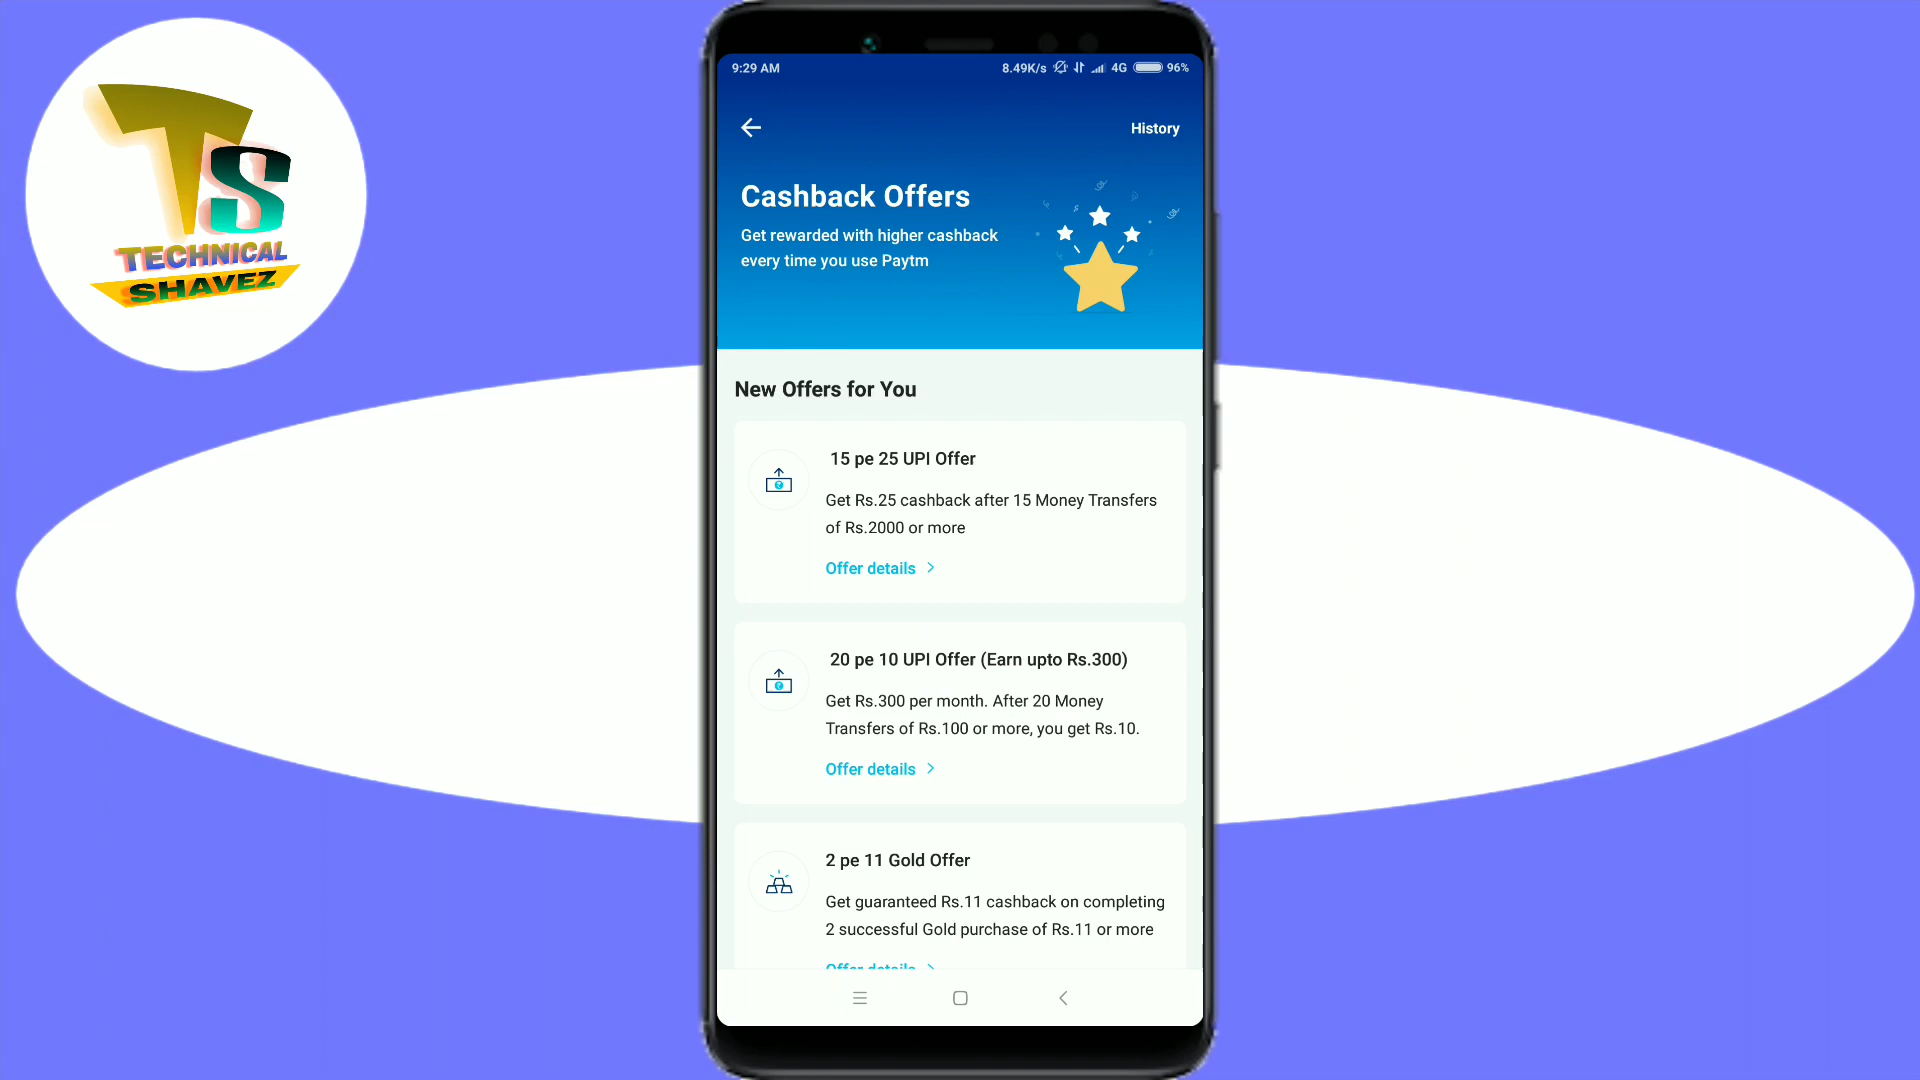 TS
TECHNICAL
SHAVEZ
9:29 AM
8.49K/s 4G 96%
History
Cashback Offers
Get rewarded with higher cashback
every time you use Paytm
New Offers for You
15 pe 25 UPI Offer
Get Rs.25 cashback after 15 Money Transfers
of Rs.2000 or more
Offer details
20 pe 10 UPI Offer (Earn upto Rs.300)
Get Rs.300 per month. After 20 Money
Transfers of Rs.100 or more, you get Rs.10.
Offer details
2 pe 11 Gold Offer
Get guaranteed Rs.11 cashback on completing
2 successful Gold purchase of Rs.11 or more
Offer details